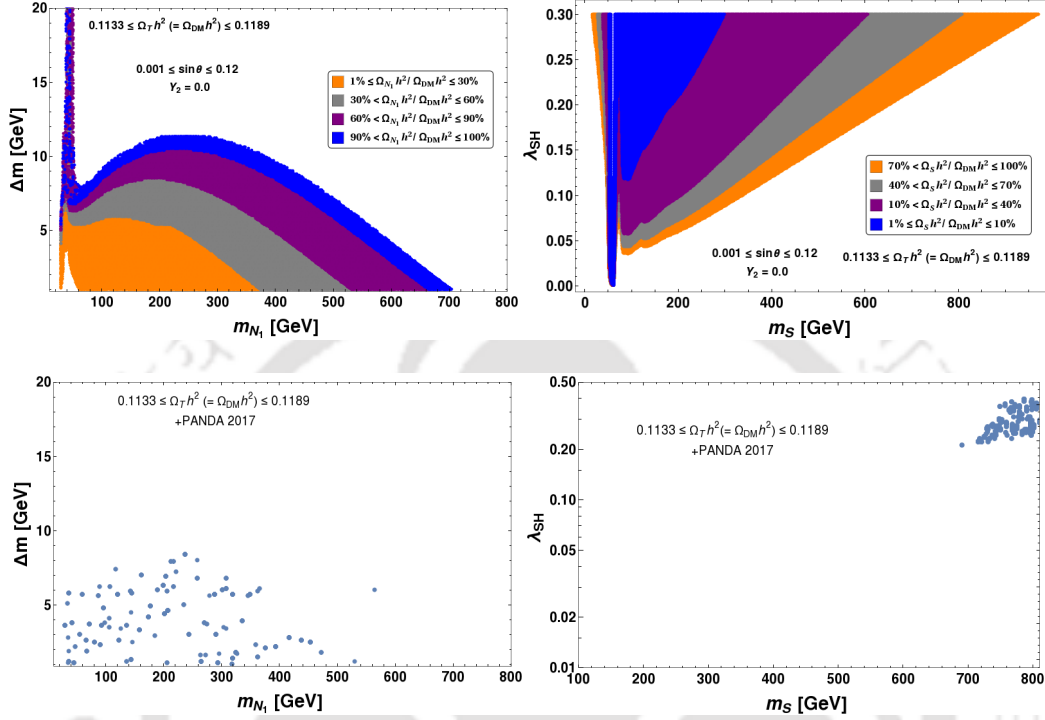 0.1133 ≤ Ω_T h² (= Ω_DM h²) ≤ 0.1189
0.001 ≤ sin θ ≤ 0.12
Y₂ = 0.0
1% ≤ Ω_N₁ h²/ Ω_DM h² ≤ 30%
30% < Ω_N₁ h²/ Ω_DM h² ≤ 60%
60% < Ω_N₁ h²/ Ω_DM h² ≤ 90%
90% < Ω_N₁ h²/ Ω_DM h² ≤ 100%
Δm [GeV]
20
15
10
5
100 200 300 400 500 600 700 800
m_N₁ [GeV]
λ_SH
0.30
0.25
0.20
0.15
0.10
0.05
0.00
70% < Ω_S h²/ Ω_DM h² ≤ 100%
40% < Ω_S h²/ Ω_DM h² ≤ 70%
10% < Ω_S h²/ Ω_DM h² ≤ 40%
1% ≤ Ω_S h²/ Ω_DM h² ≤ 10%
0.001 ≤ sin θ ≤ 0.12
Y₂ = 0.0
0.1133 ≤ Ω_T h² (= Ω_DM h²) ≤ 0.1189
0 200 400 600 800
m_S [GeV]
0.1133 ≤ Ω_T h² (= Ω_DM h²) ≤ 0.1189
+PANDA 2017
Δm [GeV]
20
15
10
5
100 200 300 400 500 600 700 800
m_N₁ [GeV]
0.1133 ≤ Ω_T h² (= Ω_DM h²) ≤ 0.1189
+PANDA 2017
λ_SH
0.50
0.20
0.10
0.05
0.02
0.01
100 200 300 400 500 600 700 800
m_S [GeV]